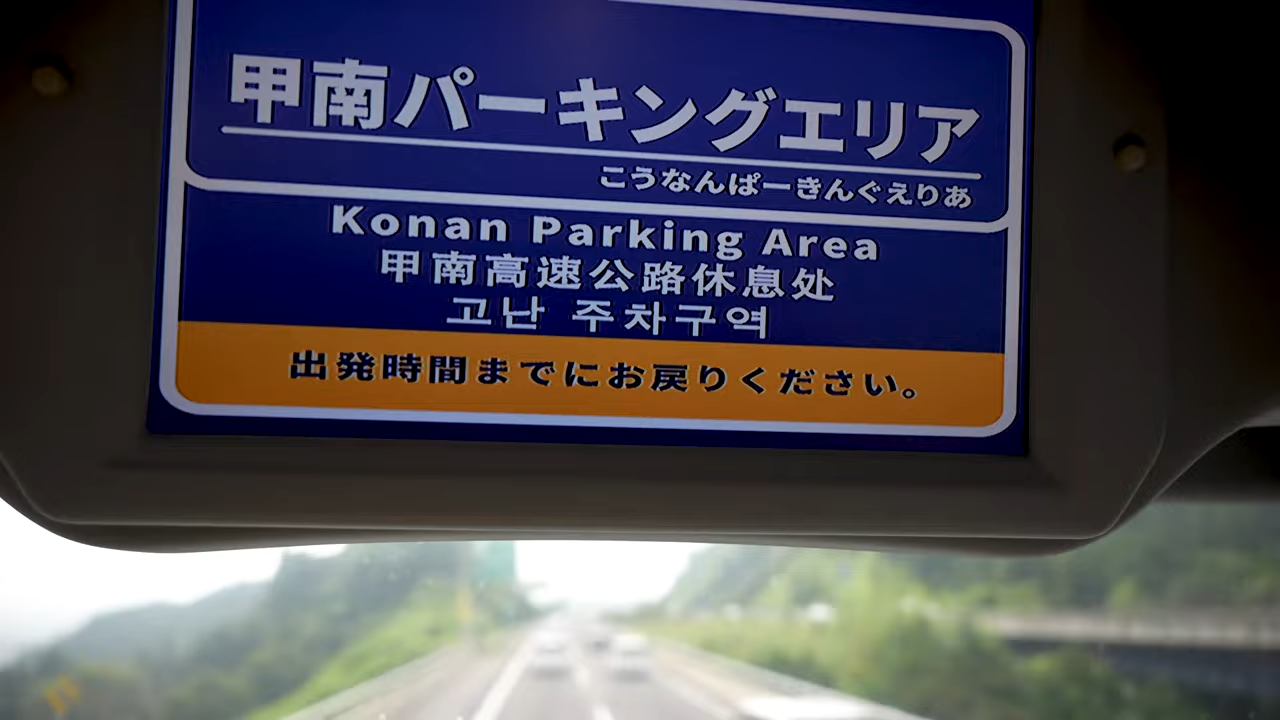 甲南パーキングエリア
こうなんぱーきんぐえりあ
Konan Parking Area
甲南高速公路休息处
고난 주차구역
出発時間までにお戻りください。